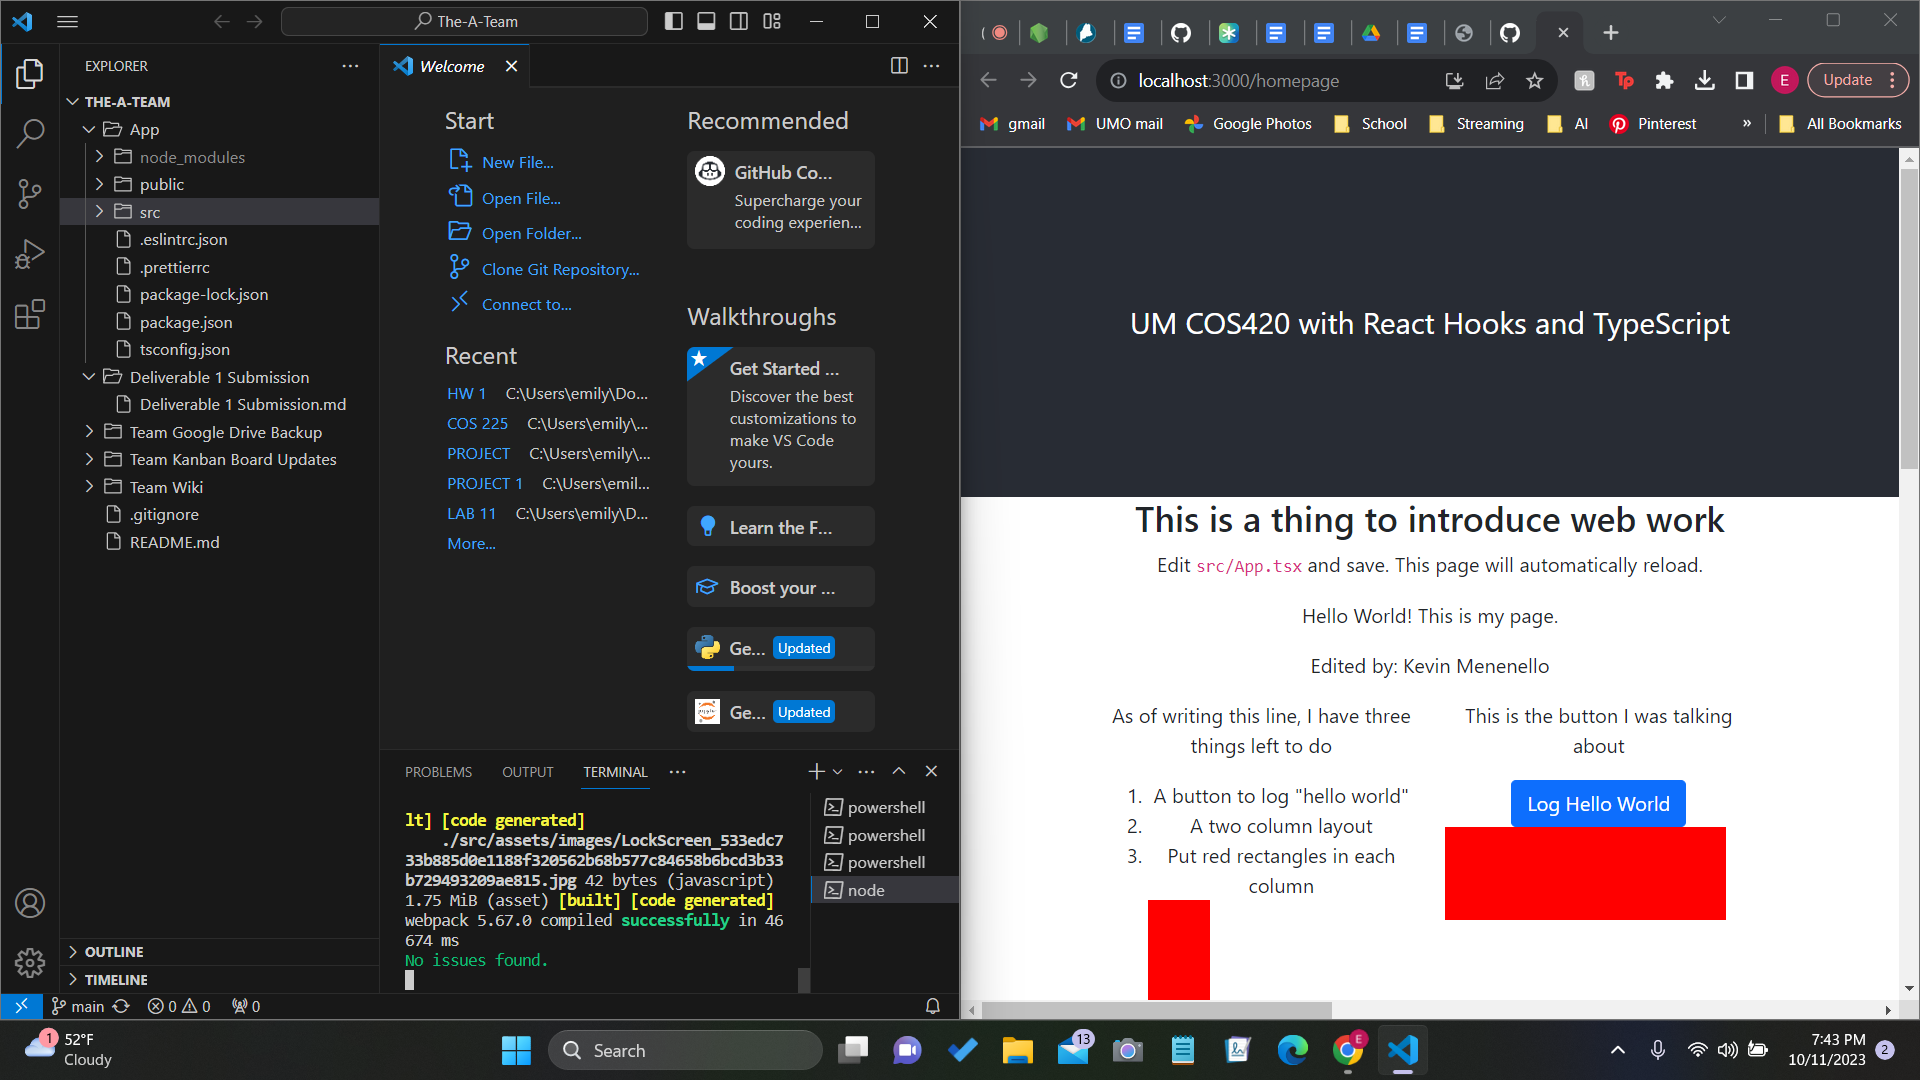 The-A-Team
EXPLORER
THE-A-TEAM
App
node_modules
public
src
.eslintrc.json
.prettierrc
package-lock.json
package.json
tsconfig.json
Deliverable 1 Submission
Deliverable 1 Submission.md
Team Google Drive Backup
Team Kanban Board Updates
Team Wiki
.gitignore
README.md
OUTLINE
TIMELINE
Welcome
Start
New File...
Open File...
Open Folder...
Clone Git Repository...
Connect to...
Recent
HW 1 C:\Users\emily\Do...
COS 225 C:\Users\emily\...
PROJECT C:\Users\emily\...
PROJECT 1 C:\Users\emil...
LAB 11 C:\Users\emily\D...
More...
Recommended
GitHub Co...
Supercharge your
coding experien...
Walkthroughs
Get Started ...
Discover the best
customizations to
make VS Code
yours.
Learn the F...
Boost your ...
Ge... Updated
Ge... Updated
PROBLEMS OUTPUT TERMINAL
lt] [code generated]
./src/assets/images/LockScreen_533edc7
33b885d0e1188f320562b68b577c84658b6bcd3b33
b729493209ae815.jpg 42 bytes (javascript)
1.75 MiB (asset) [built] [code generated]
webpack 5.67.0 compiled successfully in 46
674 ms
No issues found.
powershell
powershell
powershell
node
main 0 0 0
localhost:3000/homepage
E
Update
gmail UMO mail Google Photos School Streaming AI Pinterest » All Bookmarks
UM COS420 with React Hooks and TypeScript
This is a thing to introduce web work
Edit src/App.tsx and save. This page will automatically reload.
Hello World! This is my page.
Edited by: Kevin Menenello
As of writing this line, I have three
things left to do
1. A button to log "hello world"
2. A two column layout
3. Put red rectangles in each
column
This is the button I was talking
about
Log Hello World
1
52°F
Cloudy
Search
13
E
7:43 PM
10/11/2023
2